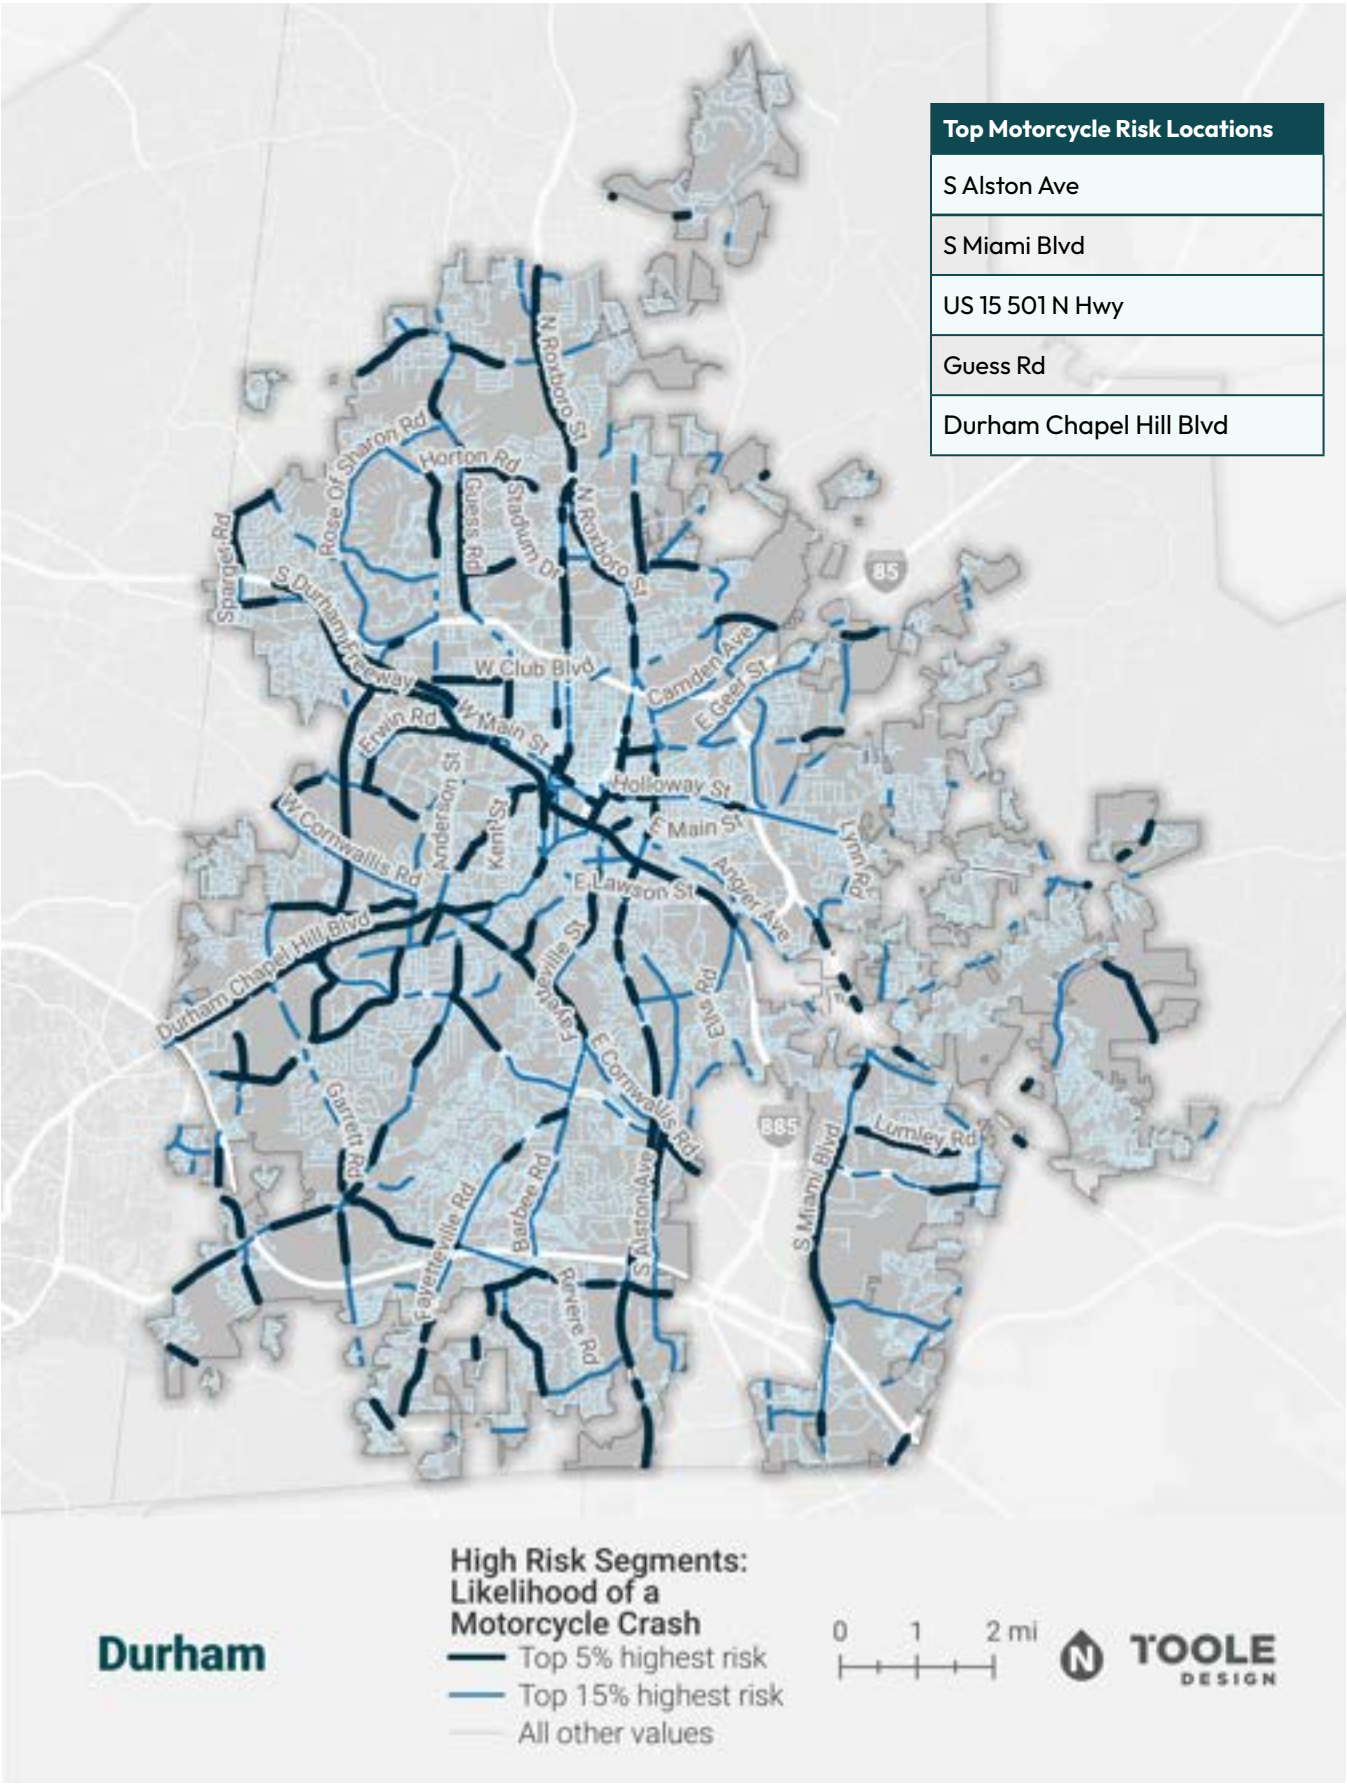 Top Motorcycle Risk Locations
S Alston Ave
S Miami Blvd
US 15 501 N Hwy
Guess Rd
Durham Chapel Hill Blvd
N Roxboro St
Rose Of Sharon Rd
Horton Rd
Guess Rd
Stadium Dr
N Roxboro St
Sparger Rd
85
S Durham Freeway
W Club Blvd
Camden Ave
E Geer St
Erwin Rd
W Main St
Anderson St
Holloway St
Kent St
W Cornwallis Rd
E Main St
Lynn Rd
Angier Ave
E Lawson St
Durham Chapel Hill Blvd
Fayetteville St
Ellis Rd
E Cornwallis Rd
Garrett Rd
885
Lumley Rd
S Miami Blvd
Fayetteville Rd
Barbee Rd
S Alston Ave
Revere Rd
High Risk Segments:
Likelihood of a
Motorcycle Crash
Top 5% highest risk
Top 15% highest risk
All other values
Durham
0 1 2 mi
N
TOOLE
DESIGN